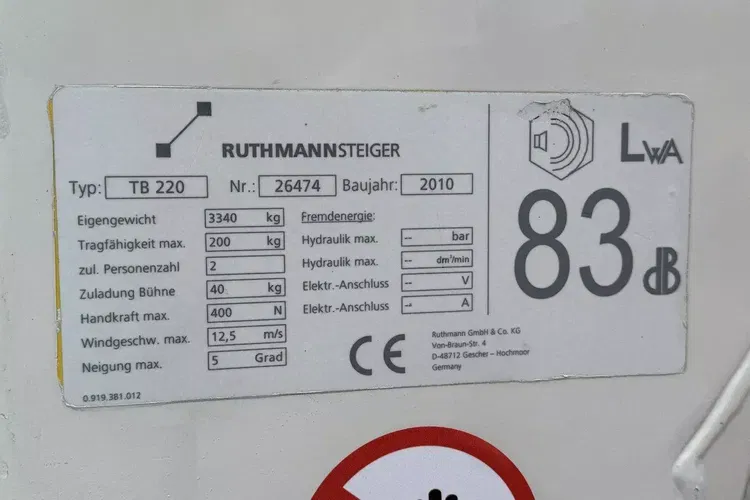 RUTHMANNSTEIGER
Typ: TB 220 Nr.: 26474 Baujahr: 2010
Eigengewicht 3340 kg
Tragfähigkeit max. 200 kg
zul. Personenzahl 2
Zuladung Bühne 40 kg
Handkraft max. 400 N
Windgeschw. max. 12,5 m/s
Neigung max. 5 Grad
0.919.381.012
Fremdenergie:
Hydraulik max. -- bar
Hydraulik max. -- dm³/min
Elektr.-Anschluss -- V
Elektr.-Anschluss -- A
CE
Ruthmann GmbH & Co. KG
Von-Braun-Str. 4
D-48712 Gescher - Hochmoor
Germany
LWA
83 dB